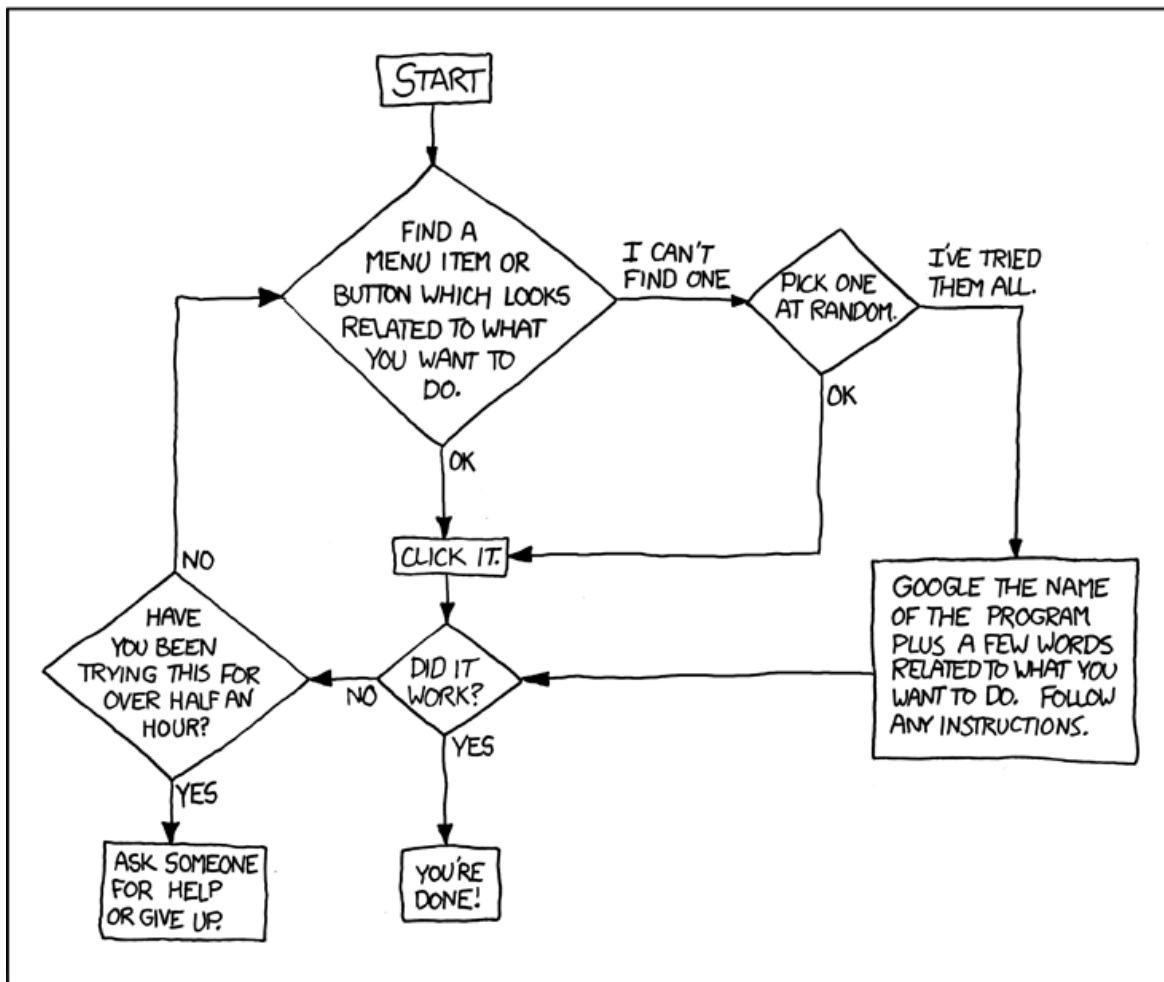 START
FIND A
MENU ITEM OR
BUTTON WHICH LOOKS
RELATED TO WHAT
YOU WANT TO
DO.
I CAN'T
FIND ONE
PICK ONE
AT RANDOM.
I'VE TRIED
THEM ALL.
OK
OK
CLICK IT.
NO
HAVE
YOU BEEN
TRYING THIS FOR
OVER HALF AN
HOUR?
NO
DID IT
WORK?
GOOGLE THE NAME
OF THE PROGRAM
PLUS A FEW WORDS
RELATED TO WHAT YOU
WANT TO DO. FOLLOW
ANY INSTRUCTIONS.
YES
YES
ASK SOMEONE
FOR HELP
OR GIVE UP.
YOU'RE
DONE!